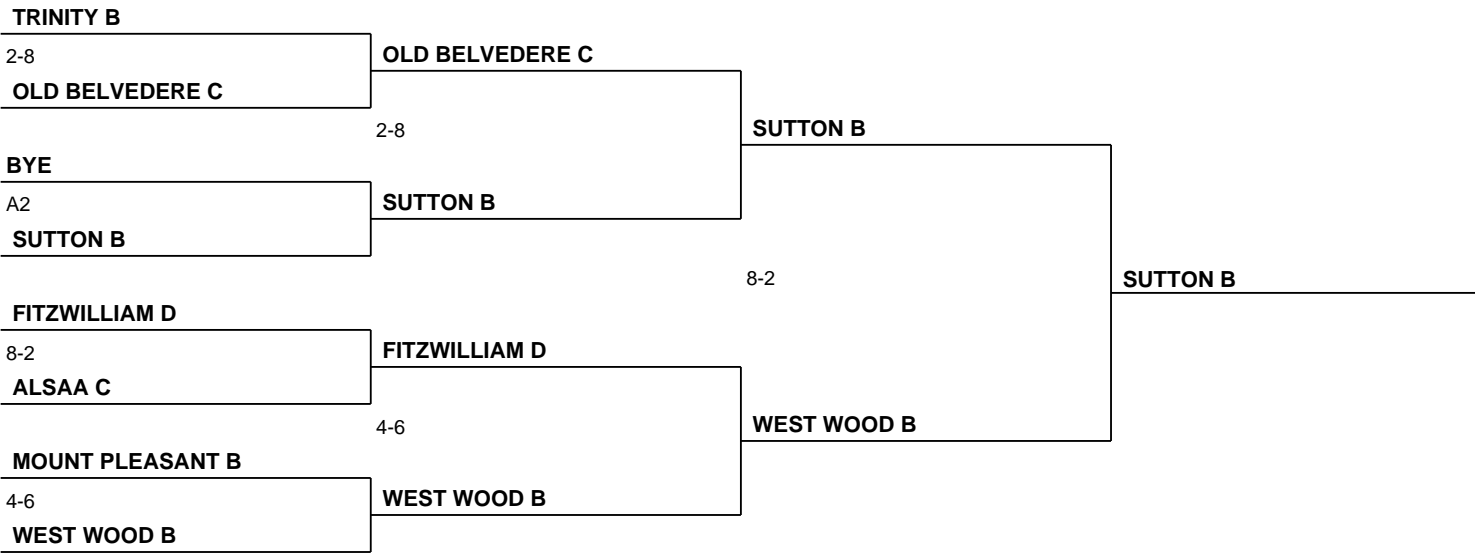 TRINITY B
2-8
OLD BELVEDERE C
OLD BELVEDERE C
2-8
SUTTON B
BYE
A2
SUTTON B
SUTTON B
8-2
SUTTON B
FITZWILLIAM D
8-2
FITZWILLIAM D
ALSAA C
4-6
WEST WOOD B
MOUNT PLEASANT B
4-6
WEST WOOD B
WEST WOOD B